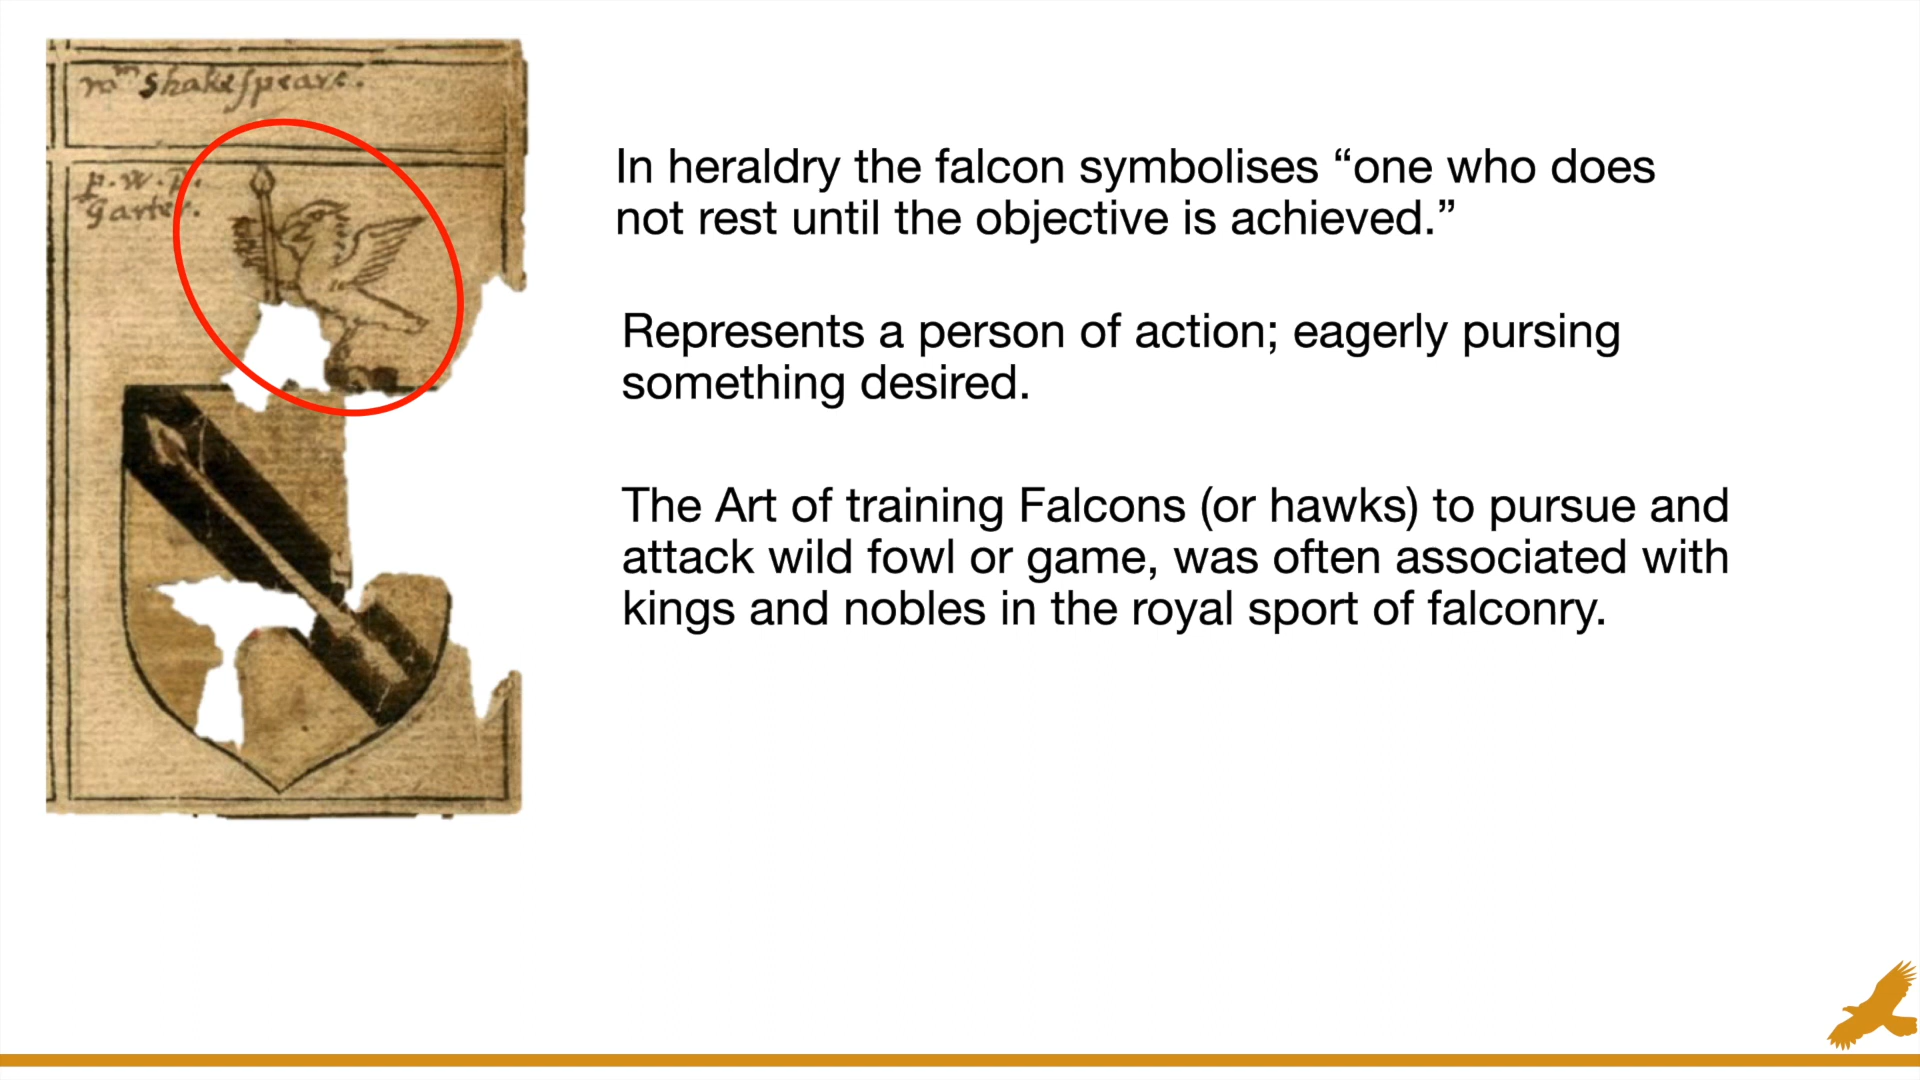 Wm Shakespeare.
p.w.p.
Garter.
In heraldry the falcon symbolises “one who does
not rest until the objective is achieved.”
Represents a person of action; eagerly pursing
something desired.
The Art of training Falcons (or hawks) to pursue and
attack wild fowl or game, was often associated with
kings and nobles in the royal sport of falconry.